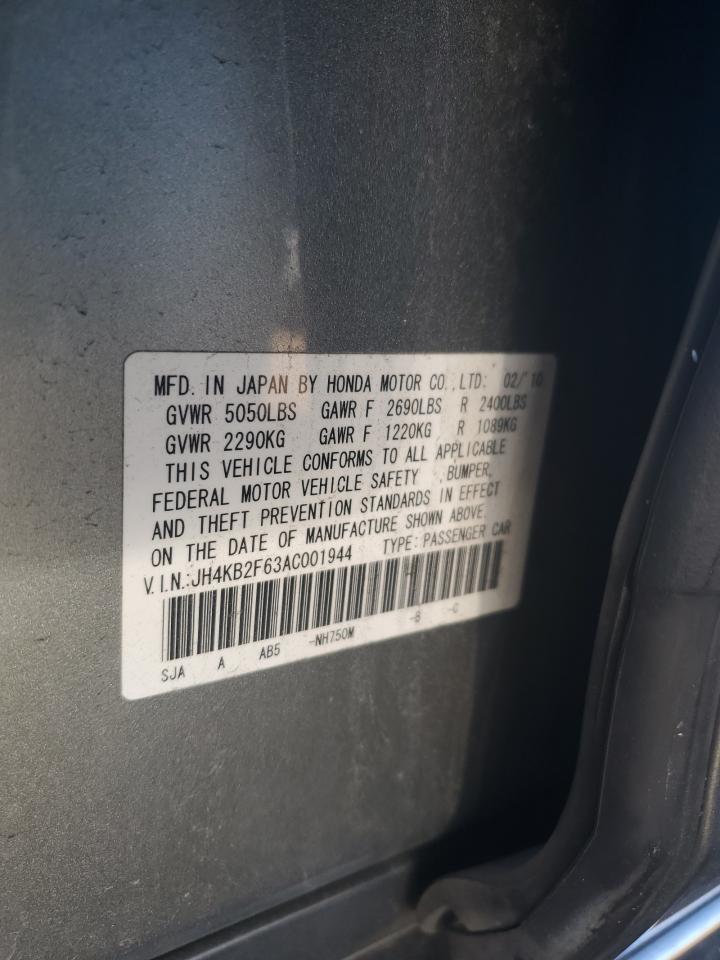 MFD. IN JAPAN BY HONDA MOTOR CO.,LTD: 02/'10
GVWR 5050LBS GAWR F 2690LBS R 2400LBS
GVWR 2290KG GAWR F 1220KG R 1089KG
THIS VEHICLE CONFORMS TO ALL APPLICABLE
FEDERAL MOTOR VEHICLE SAFETY ,BUMPER,
AND THEFT PREVENTION STANDARDS IN EFFECT
ON THE DATE OF MANUFACTURE SHOWN ABOVE.
V.I.N.:JH4KB2F63AC001944 TYPE: PASSENGER CAR
SJA A AB5 -NH750M -B -C